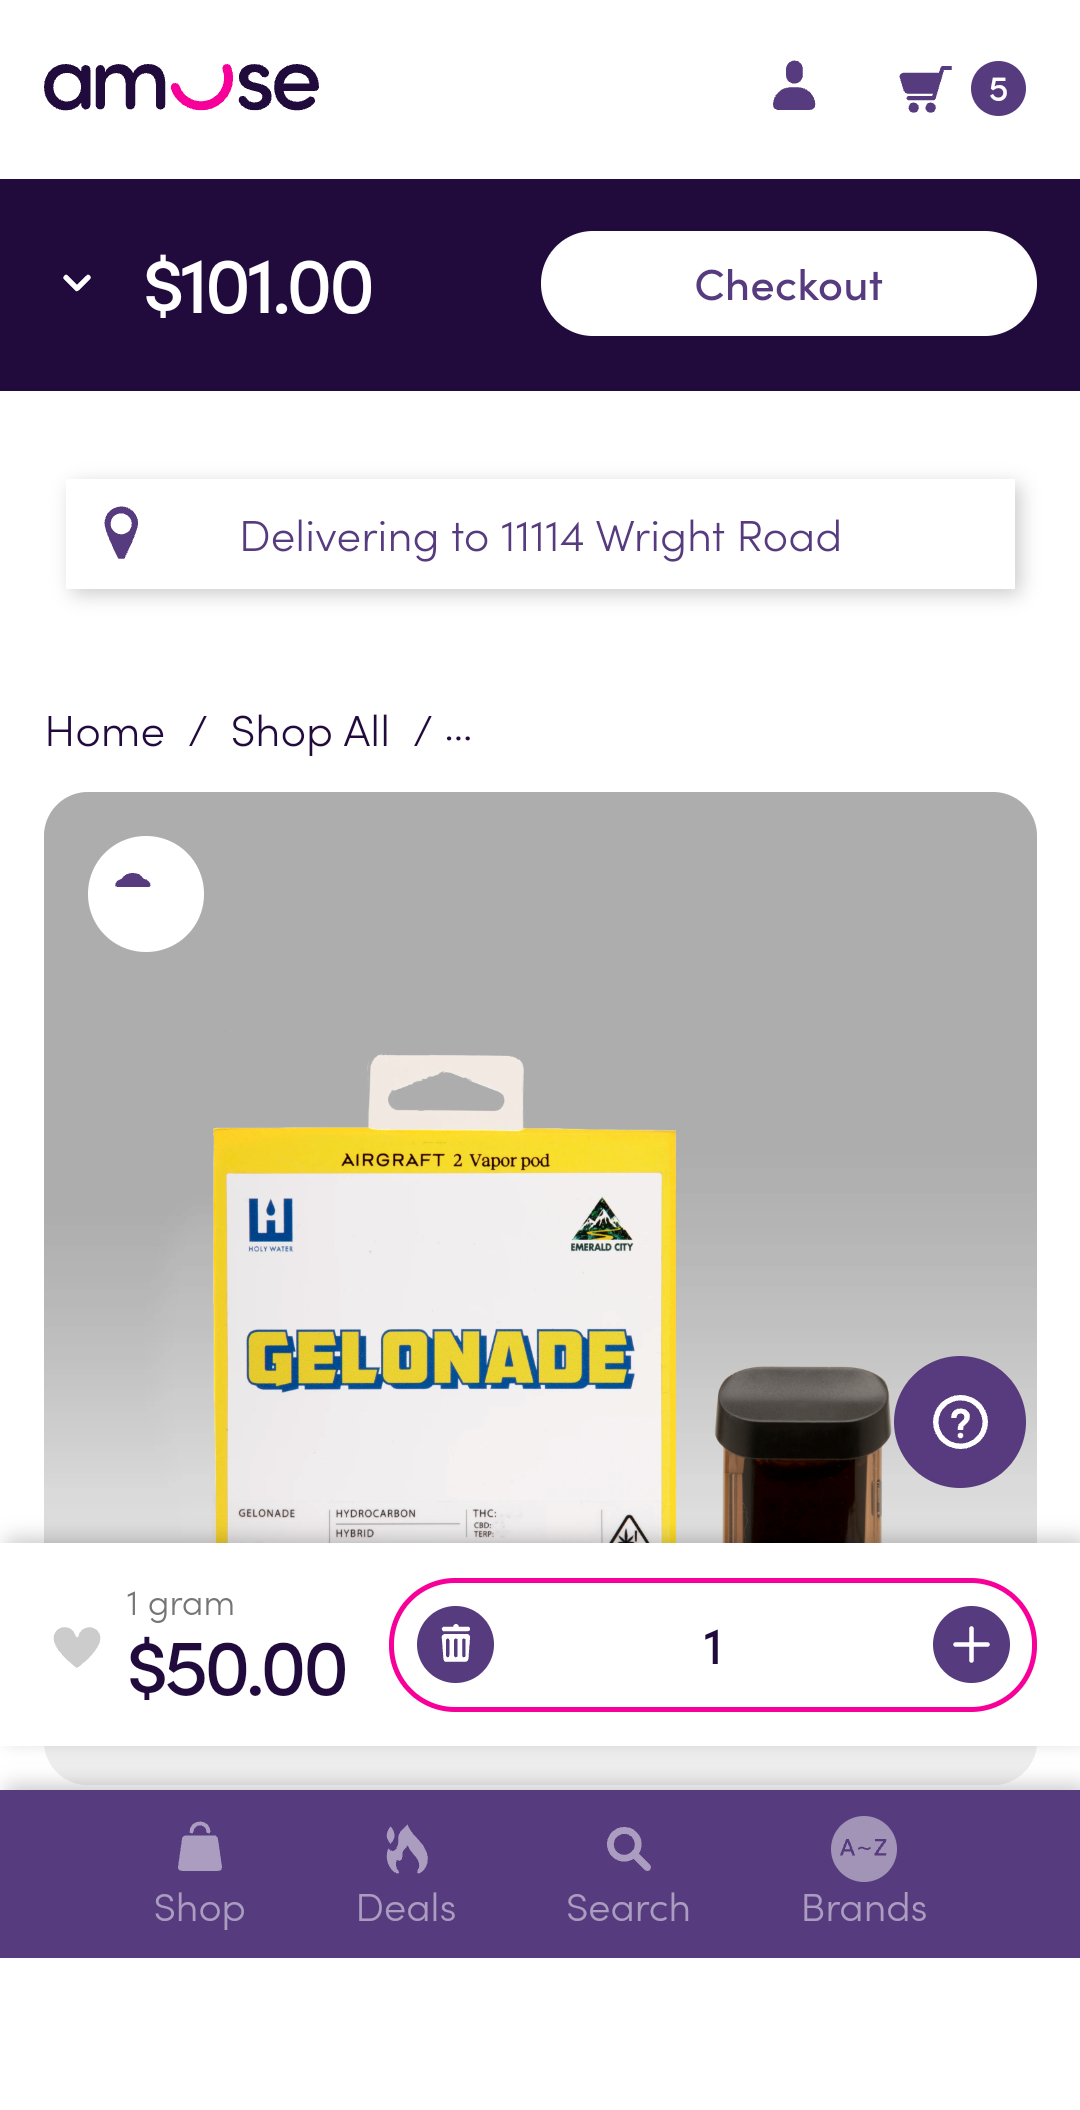 amuse
5
$101.00
Checkout
Delivering to 11114 Wright Road
Home / Shop All / ...
AIRGRAFT 2 Vapor pod
HOLY WATER
EMERALD CITY
GELONADE
GELONADE
HYDROCARBON
HYBRID
THC:
CBD:
TERP:
1 gram
$50.00
1
Shop
Deals
Search
A~Z
Brands